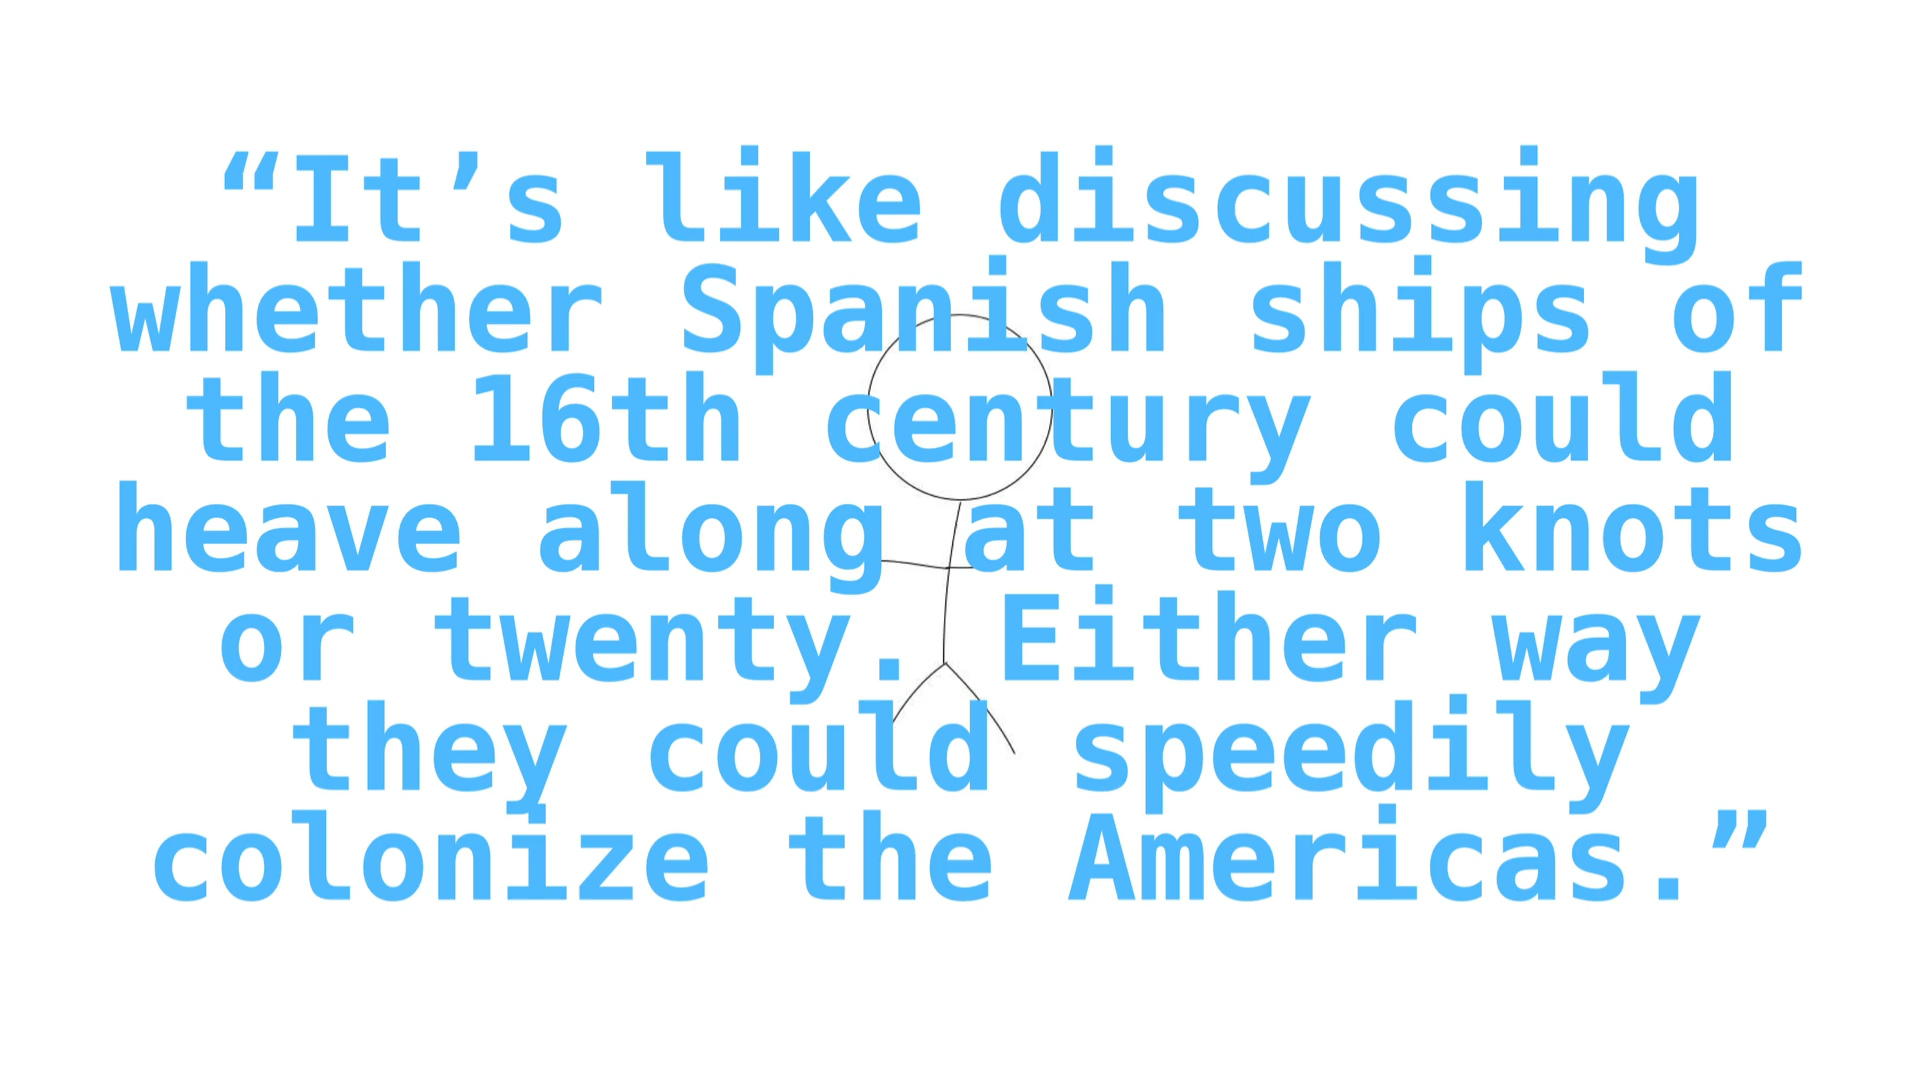 “It’s like discussing
whether Spanish ships of
the 16th century could
heave along at two knots
or twenty. Either way
they could speedily
colonize the Americas.”